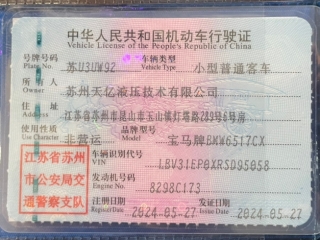 中华人民共和国机动车行驶证
Vehicle License of the People's Republic of China
号牌号码 苏U3UW92 车辆类型 小型普通客车
Plate No. Vehicle Type
所有人 苏州天亿液压技术有限公司
Owner
住址 江苏省苏州市昆山市玉山镇灯塔路289号6号房
Address
使用性质 非营运 宝马牌BKW6517CX
Use Character
江苏省苏州市公安局交通警察支队
车辆识别代号 LBV31EP0XRSD95058
VIN
发动机号码 8298C173
Engine No.
注册日期 2024-05-27 发证日期 2024-05-27
Register Date Issue Date